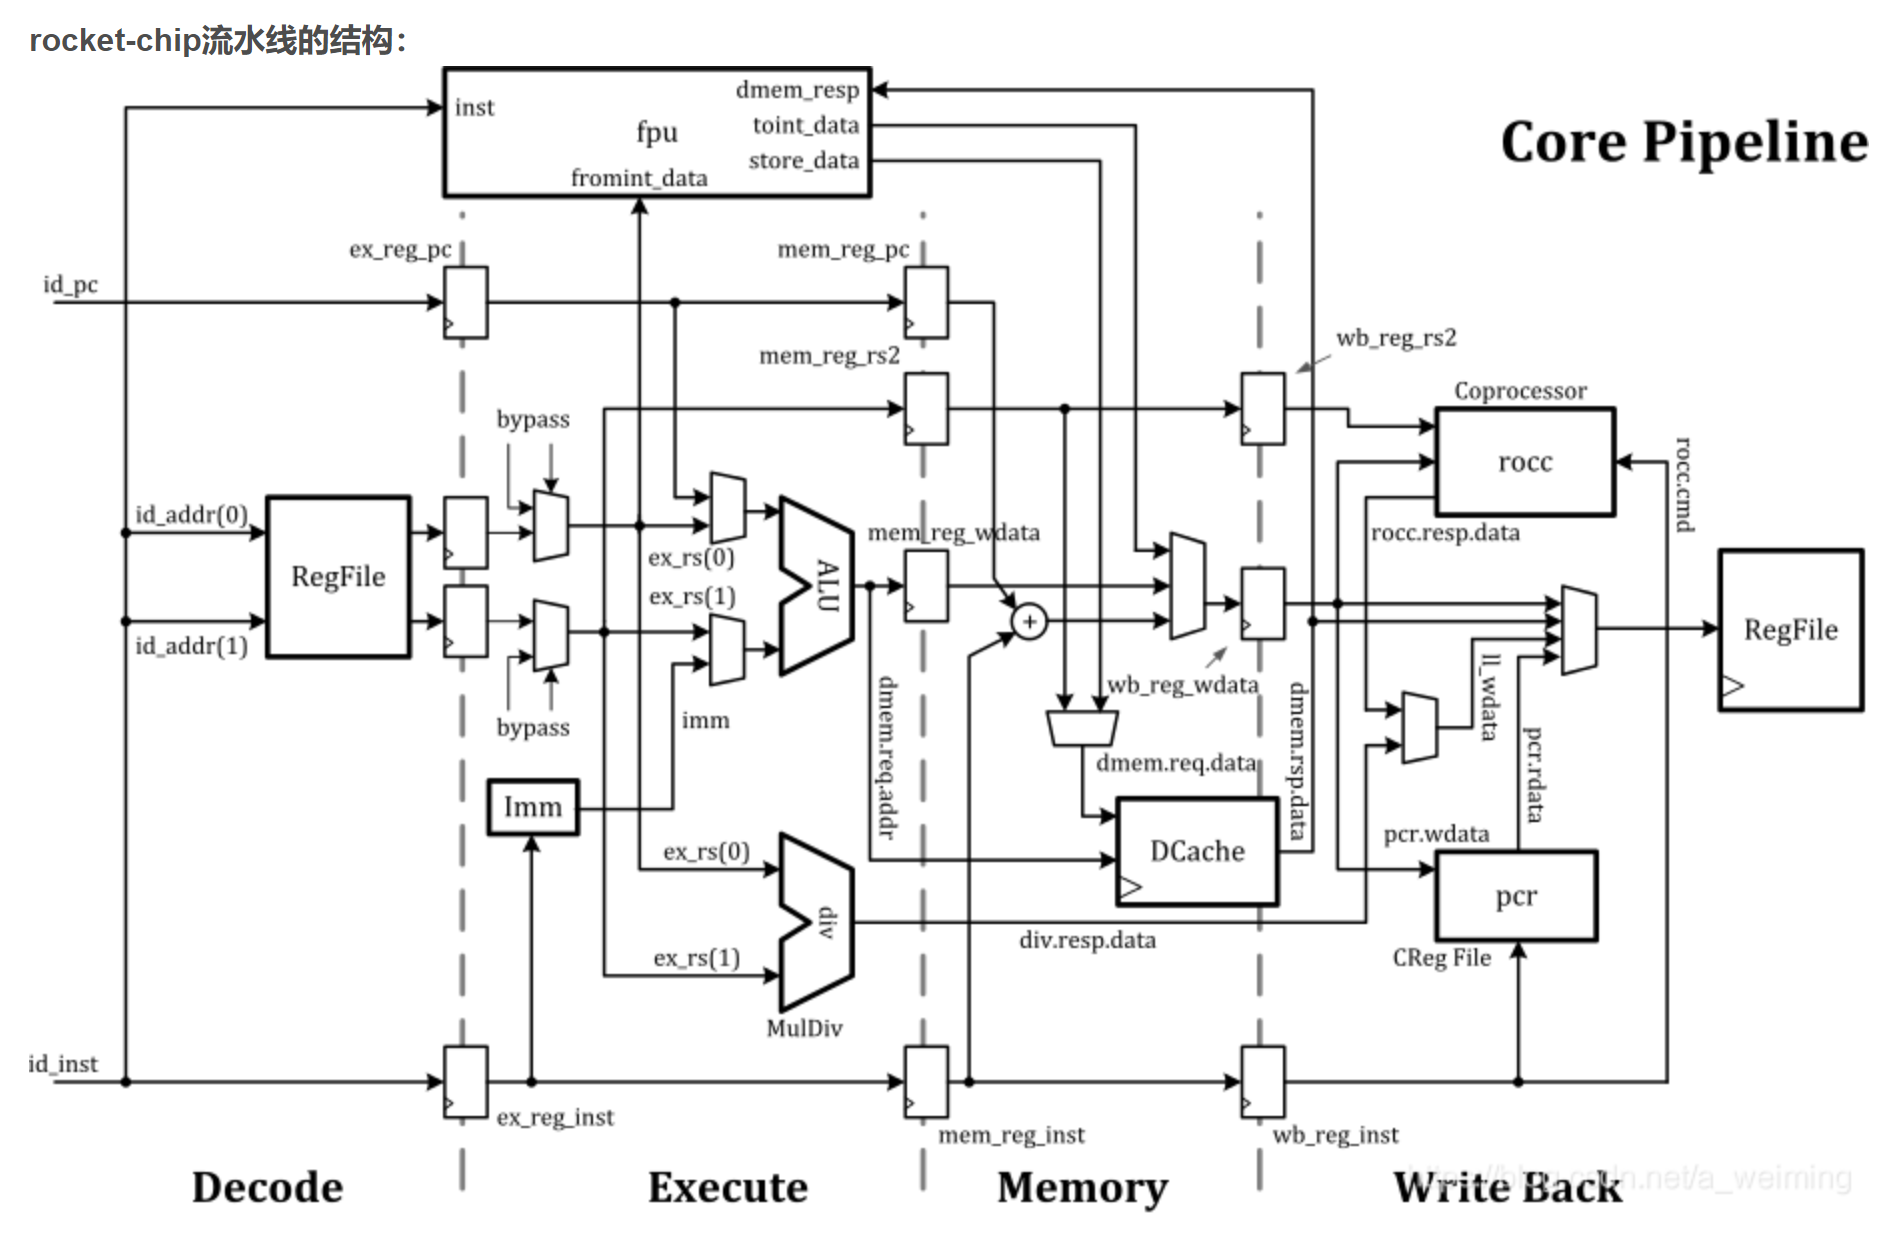 rocket-chip流水线的结构：
Core Pipeline
inst
fpu
dmem_resp
toint_data
store_data
fromint_data
ex_reg_pc
mem_reg_pc
id_pc
mem_reg_rs2
wb_reg_rs2
Coprocessor
rocc
rocc.cmd
rocc.resp.data
bypass
id_addr(0)
RegFile
id_addr(1)
bypass
ex_rs(0)
ex_rs(1)
imm
ALU
mem_reg_wdata
+
wb_reg_wdata
dmem.req.addr
dmem.req.data
dmem.rsp.data
ll_wdata
pcr.rdata
RegFile
Imm
ex_rs(0)
ex_rs(1)
div
MulDiv
DCache
div.resp.data
pcr.wdata
pcr
CReg File
id_inst
ex_reg_inst
mem_reg_inst
wb_reg_inst
Decode
Execute
Memory
Write Back
https://blog.csdn.net/a_weiming